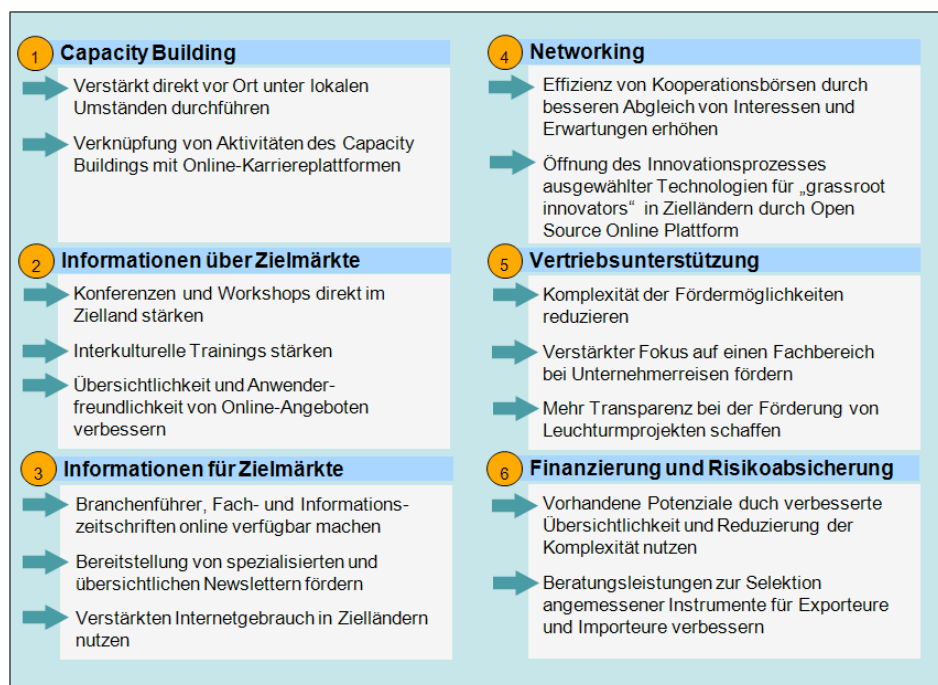 1 Capacity Building
Verstärkt direkt vor Ort unter lokalen
Umständen durchführen
Verknüpfung von Aktivitäten des Capacity
Buildings mit Online-Karriereplattformen
2 Informationen über Zielmärkte
Konferenzen und Workshops direkt im
Zielland stärken
Interkulturelle Trainings stärken
Übersichtlichkeit und Anwender-
freundlichkeit von Online-Angeboten
verbessern
3 Informationen für Zielmärkte
Branchenführer, Fach- und Informations-
zeitschriften online verfügbar machen
Bereitstellung von spezialisierten und
übersichtlichen Newslettern fördern
Verstärkten Internetgebrauch in Zielländern
nutzen
4 Networking
Effizienz von Kooperationsbörsen durch
besseren Abgleich von Interessen und
Erwartungen erhöhen
Öffnung des Innovationsprozesses
ausgewählter Technologien für „grassroot
innovators“ in Zielländern durch Open
Source Online Plattform
5 Vertriebsunterstützung
Komplexität der Fördermöglichkeiten
reduzieren
Verstärkter Fokus auf einen Fachbereich
bei Unternehmerreisen fördern
Mehr Transparenz bei der Förderung von
Leuchturmprojekten schaffen
6 Finanzierung und Risikoabsicherung
Vorhandene Potenziale duch verbesserte
Übersichtlichkeit und Reduzierung der
Komplexität nutzen
Beratungsleistungen zur Selektion
angemessener Instrumente für Exporteure
und Importeure verbessern